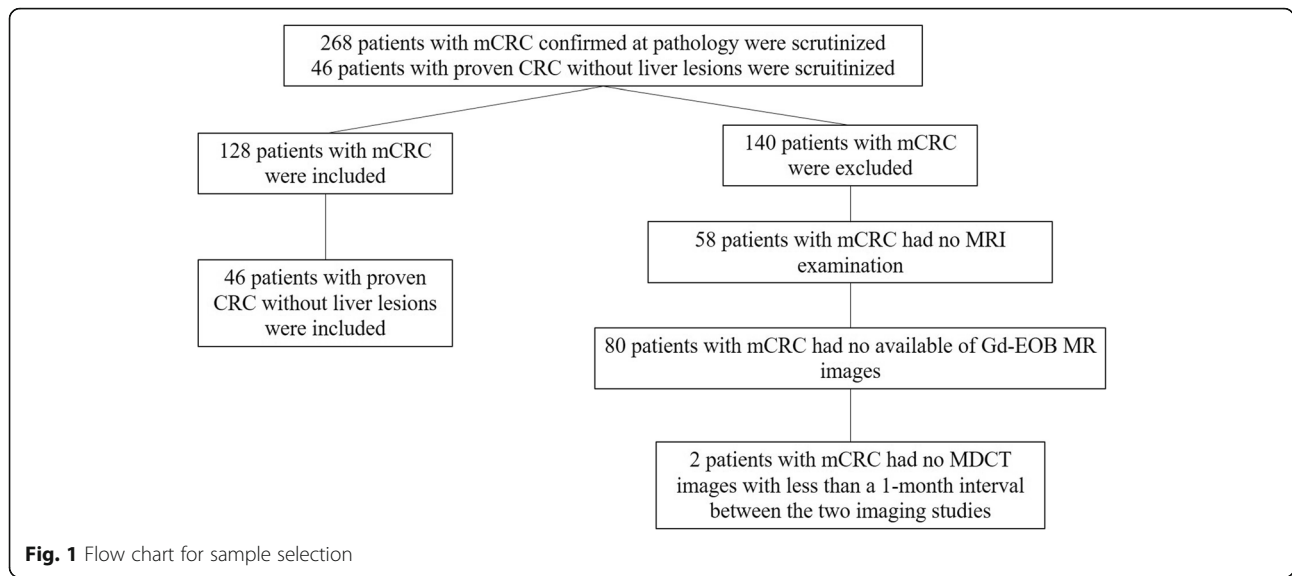 268 patients with mCRC confirmed at pathology were scrutinized
46 patients with proven CRC without liver lesions were scruitinized
128 patients with mCRC
were included
140 patients with mCRC
were excluded
58 patients with mCRC had no MRI
examination
46 patients with proven
CRC without liver lesions
were included
80 patients with mCRC had no available of Gd-EOB MR
images
2 patients with mCRC had no MDCT
images with less than a 1-month interval
between the two imaging studies
Fig. 1 Flow chart for sample selection